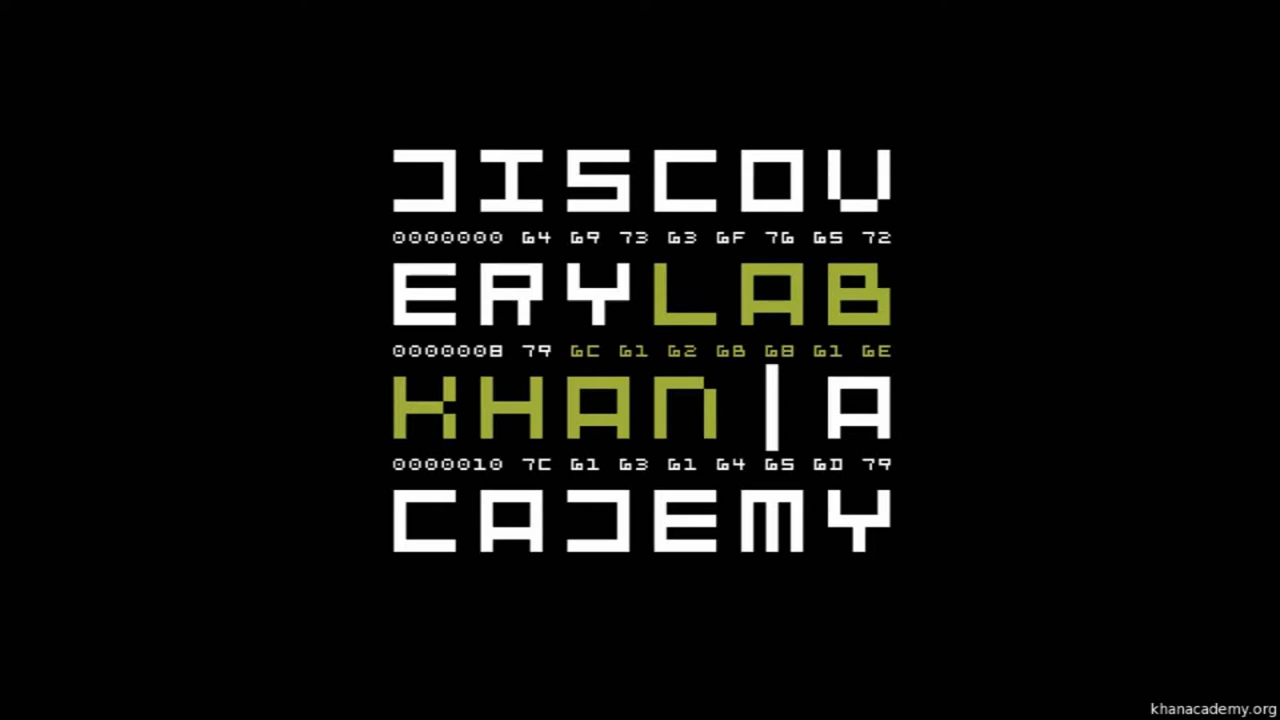 DISCOV
0000000 64 69 73 63 6F 76 65 72
ERYLAB
0000008 79 6C 61 62 6B 68 61 6E
KHAN|A
0000010 7C 61 63 61 64 65 6D 79
CADEMY
khanacademy.org